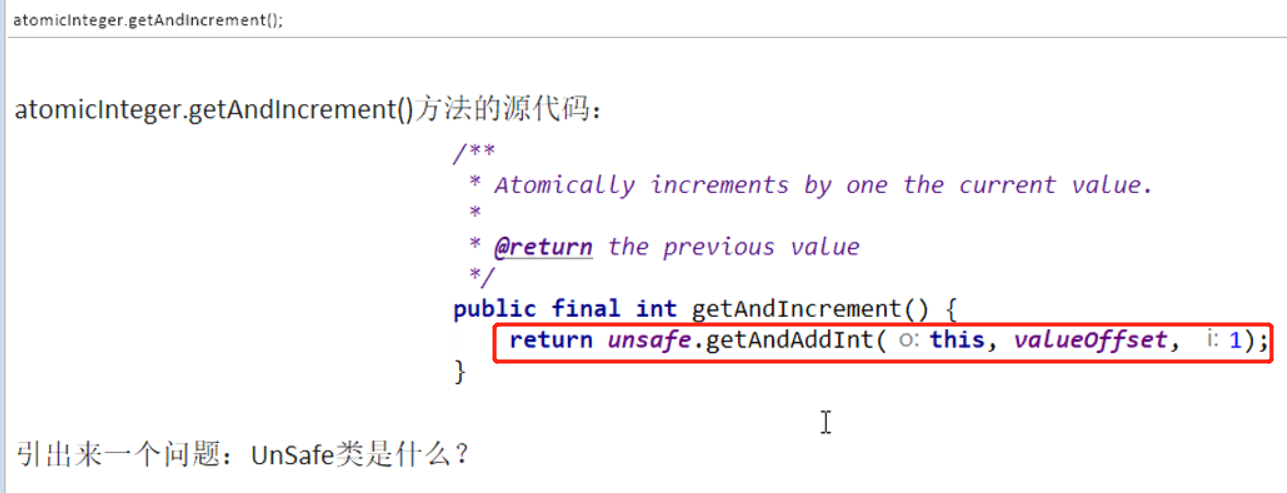 atomicInteger.getAndIncrement();
atomicInteger.getAndIncrement()方法的源代码：
/**
* Atomically increments by one the current value.
*
* @return the previous value
*/
public final int getAndIncrement() {
return unsafe.getAndAddInt( o: this, valueOffset, i: 1);
}
引出来一个问题：UnSafe类是什么？